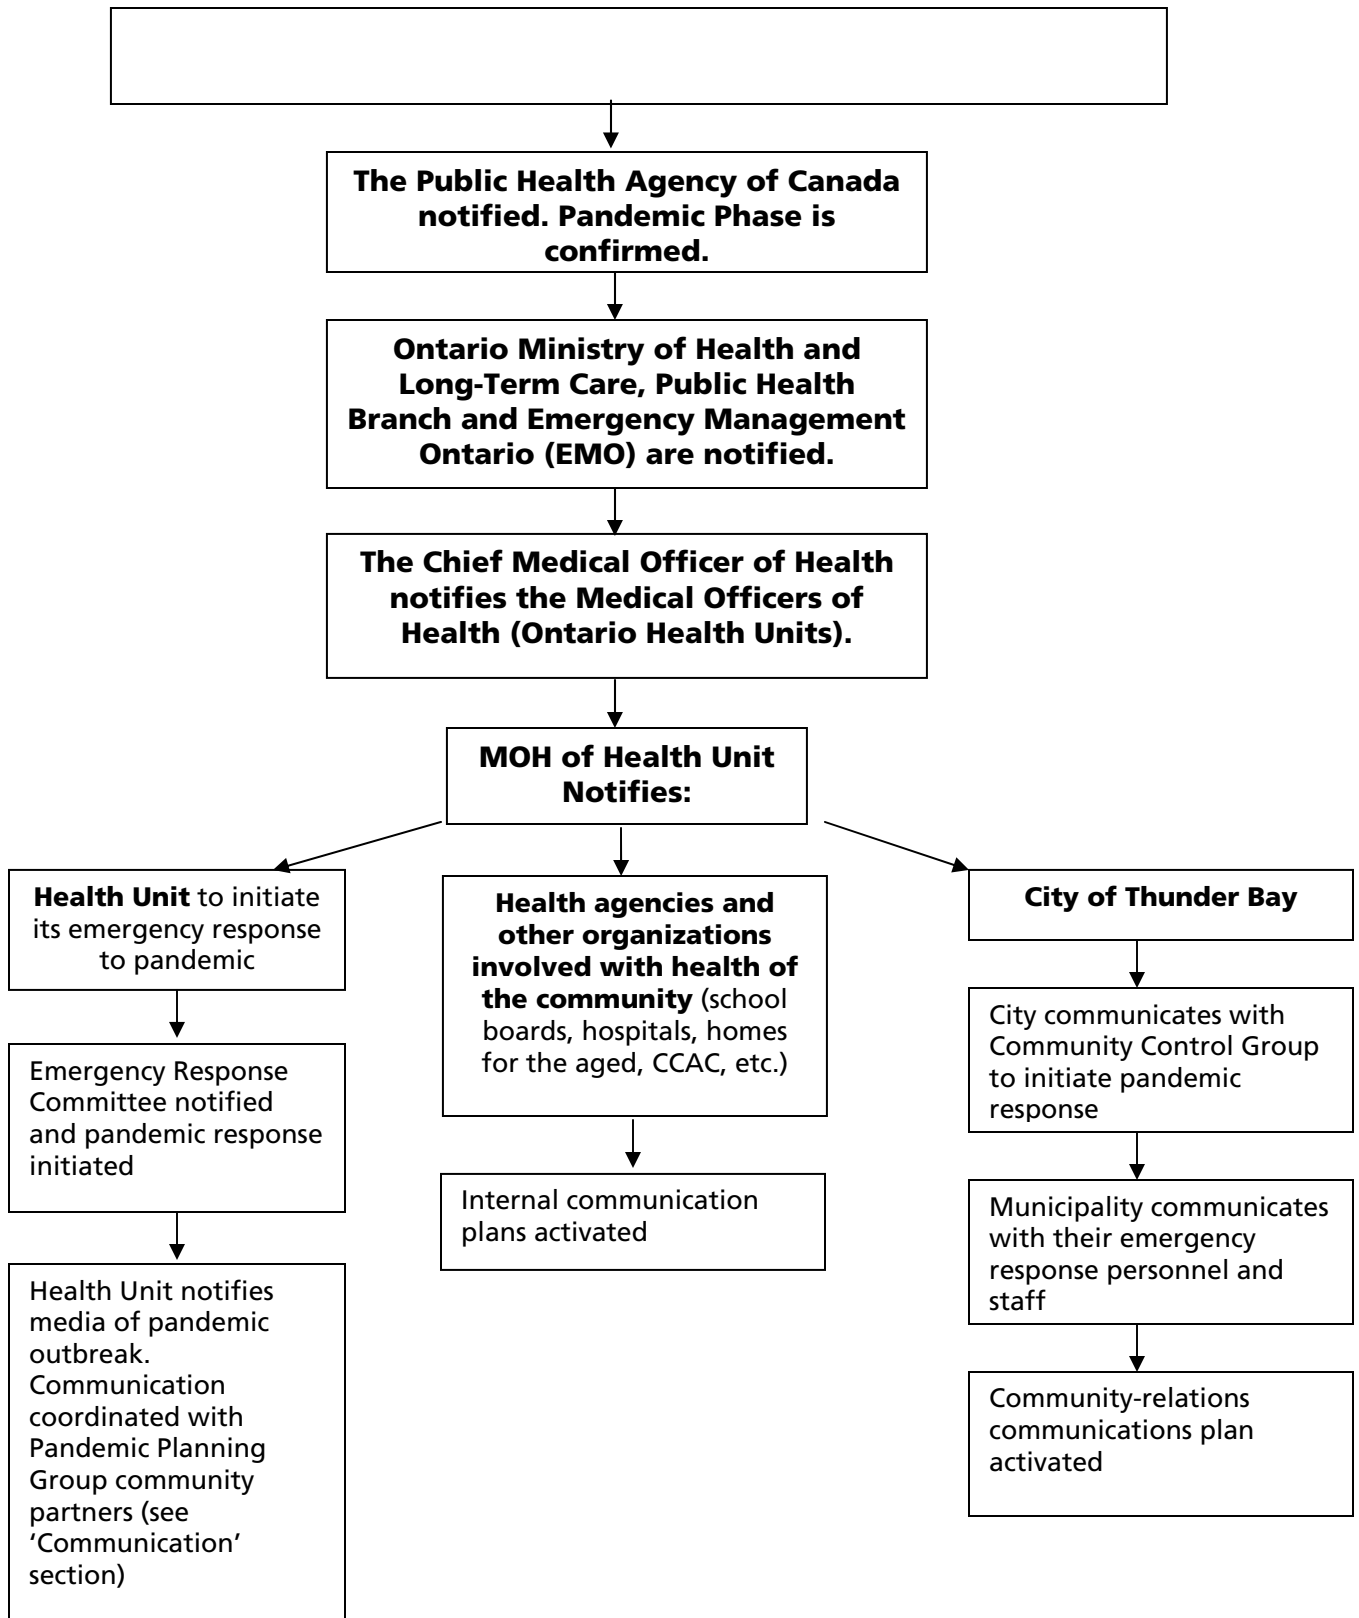 The Public Health Agency of Canada
notified. Pandemic Phase is
confirmed.
Ontario Ministry of Health and
Long-Term Care, Public Health
Branch and Emergency Management
Ontario (EMO) are notified.
The Chief Medical Officer of Health
notifies the Medical Officers of
Health (Ontario Health Units).
MOH of Health Unit
Notifies:
Health Unit to initiate
its emergency response
to pandemic
Emergency Response
Committee notified
and pandemic response
initiated
Health Unit notifies
media of pandemic
outbreak.
Communication
coordinated with
Pandemic Planning
Group community
partners (see
‘Communication’
section)
Health agencies and
other organizations
involved with health of
the community (school
boards, hospitals, homes
for the aged, CCAC, etc.)
Internal communication
plans activated
City of Thunder Bay
City communicates with
Community Control Group
to initiate pandemic
response
Municipality communicates
with their emergency
response personnel and
staff
Community-relations
communications plan
activated